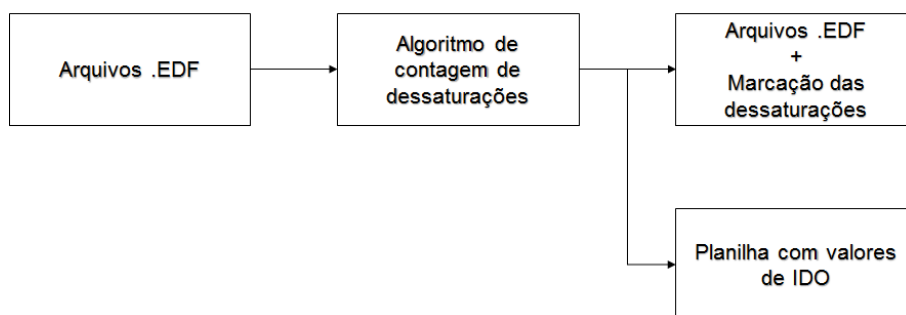 Arquivos .EDF
Algoritmo de
contagem de
dessaturações
Arquivos .EDF
+
Marcação das
dessaturações
Planilha com valores
de IDO